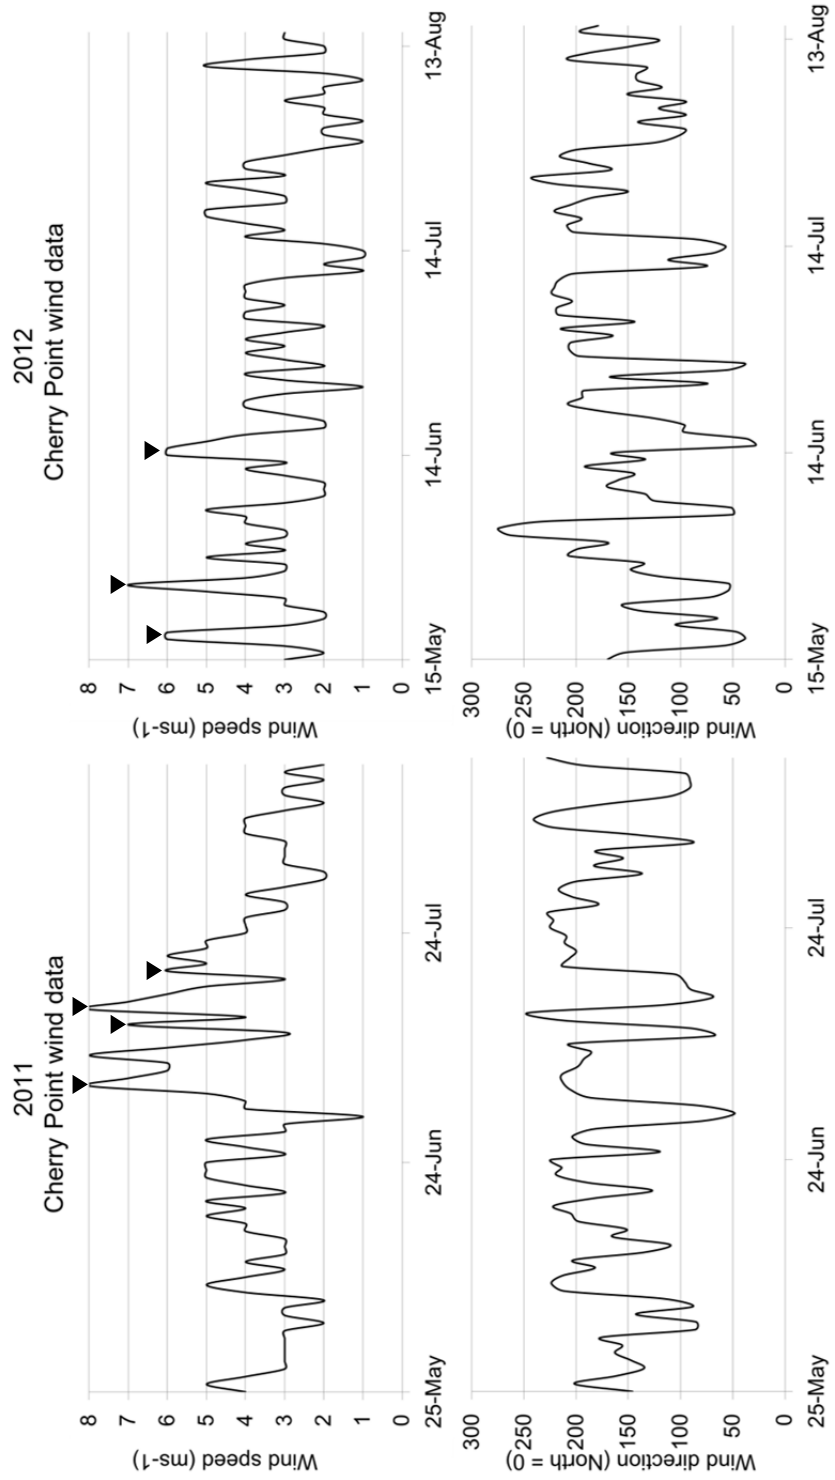 2011
Cherry Point wind data
Wind speed (ms-1)
8
7
6
5
4
3
2
1
0
25-May
24-Jun
24-Jul
2012
Cherry Point wind data
Wind speed (ms-1)
8
7
6
5
4
3
2
1
0
15-May
14-Jun
14-Jul
13-Aug
Wind direction (North = 0)
300
250
200
150
100
50
0
25-May
24-Jun
24-Jul
Wind direction (North = 0)
300
250
200
150
100
50
0
15-May
14-Jun
14-Jul
13-Aug